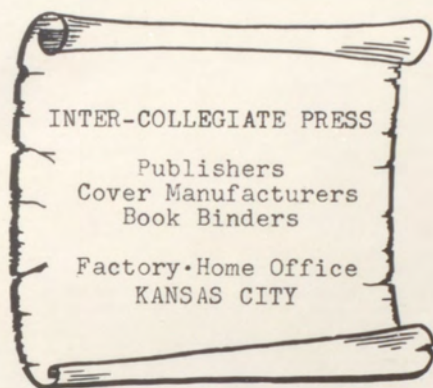 INTER-COLLEGIATE PRESS
Publishers
Cover Manufacturers
Book Binders
Factory•Home Office
KANSAS CITY